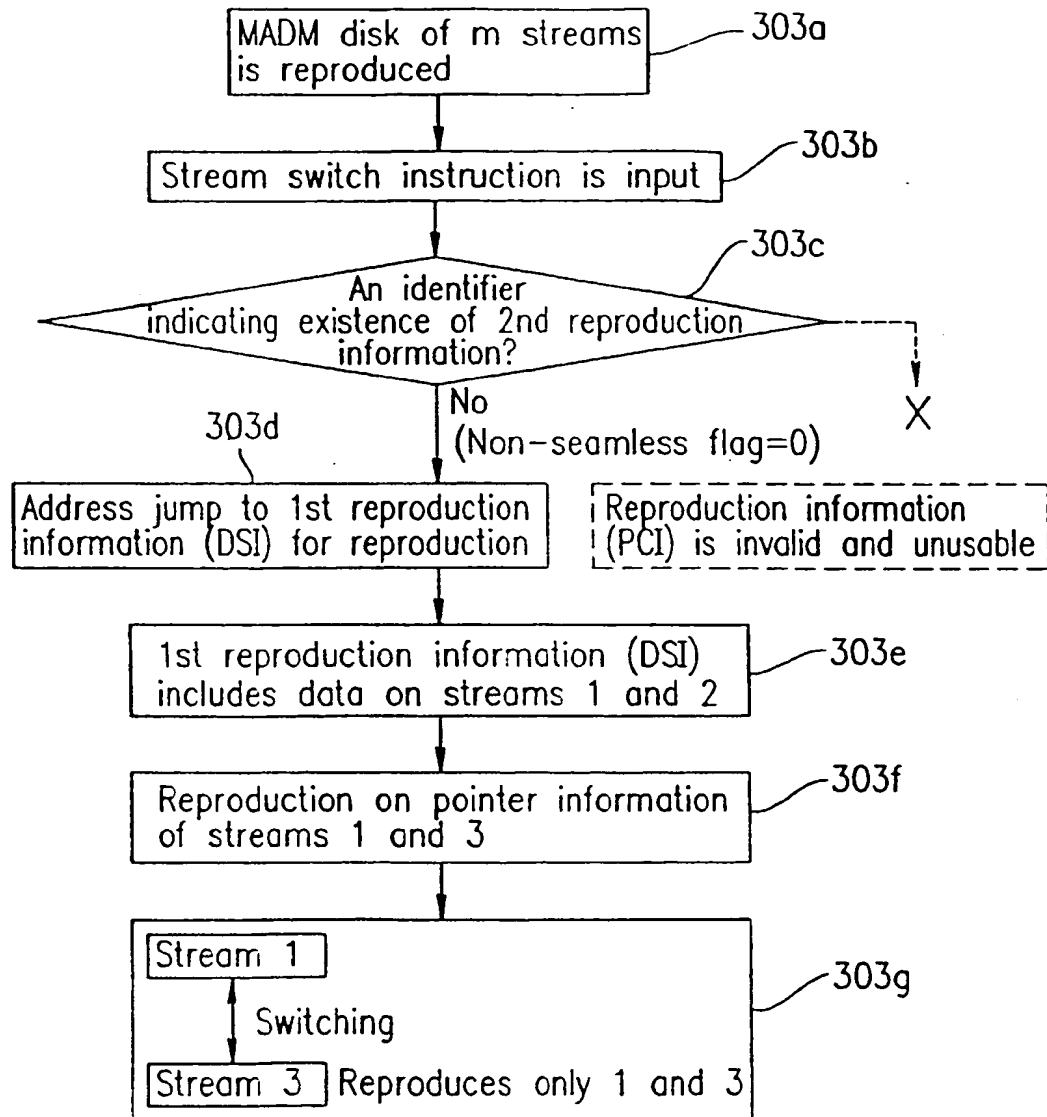 MADM disk of m streams
is reproduced
303a
Stream switch instruction is input
303b
303c
An identifier
indicating existence of 2nd reproduction
information?
No
(Non-seamless flag=0)
X
303d
Address jump to 1st reproduction
information (DSI) for reproduction
Reproduction information
(PCI) is invalid and unusable
1st reproduction information (DSI)
includes data on streams 1 and 2
303e
Reproduction on pointer information
of streams 1 and 3
303f
Stream 1
Switching
Stream 3 Reproduces only 1 and 3
303g